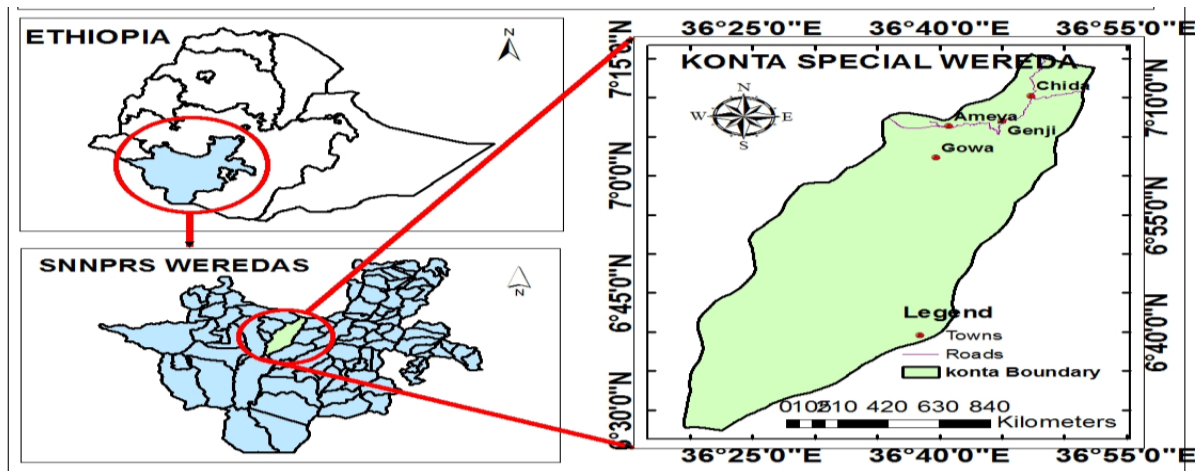 ETHIOPIA
N
SNNPRS WEREDAS
N
36°25'0"E 36°40'0"E 36°55'0"E
KONTA SPECIAL WEREDA
N
W E
S
Chida
Ameya
Genji
Gowa
Legend
Towns
Roads
konta Boundary
840
630
420
Kilometers
7°15'0"N
7°0'0"N
6°45'0"N
6°30'0"N
7°10'0"N
6°55'0"N
6°40'0"N
36°25'0"E 36°40'0"E 36°55'0"E